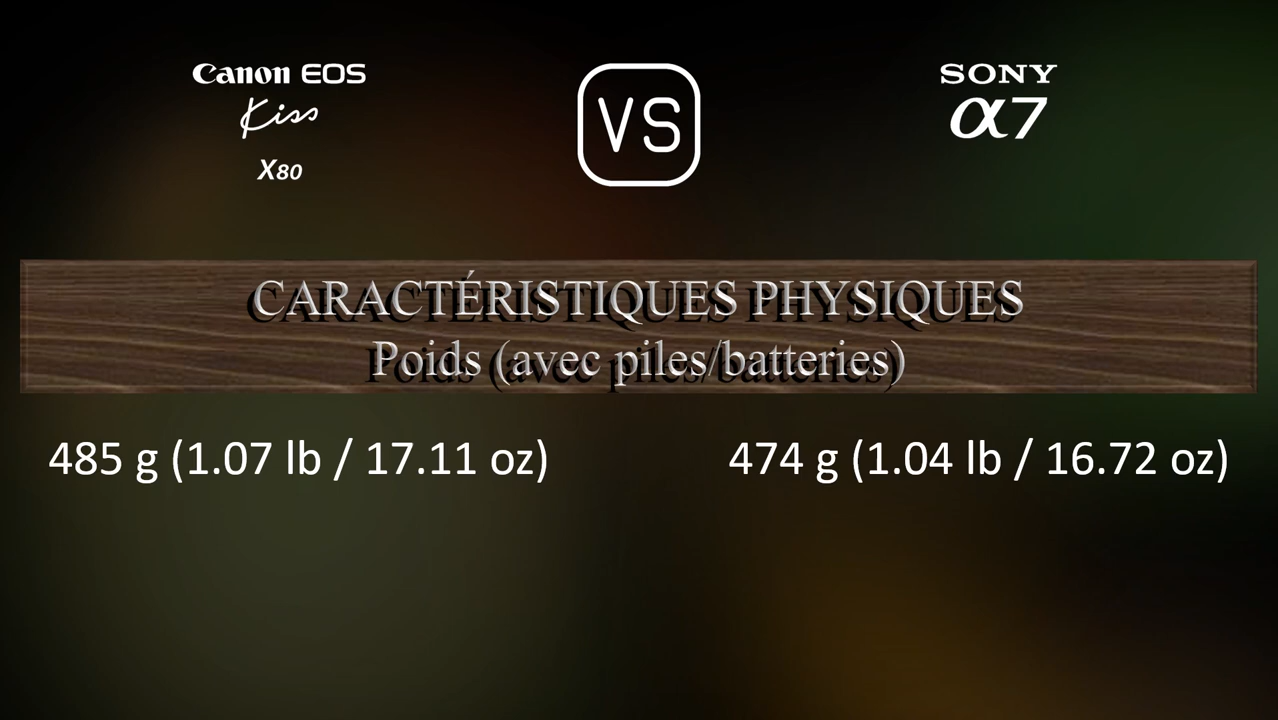 Canon EOS
Kiss
X80
VS
SONY
α7
CARACTÉRISTIQUES PHYSIQUES
Poids (avec piles/batteries)
485 g (1.07 lb / 17.11 oz)
474 g (1.04 lb / 16.72 oz)